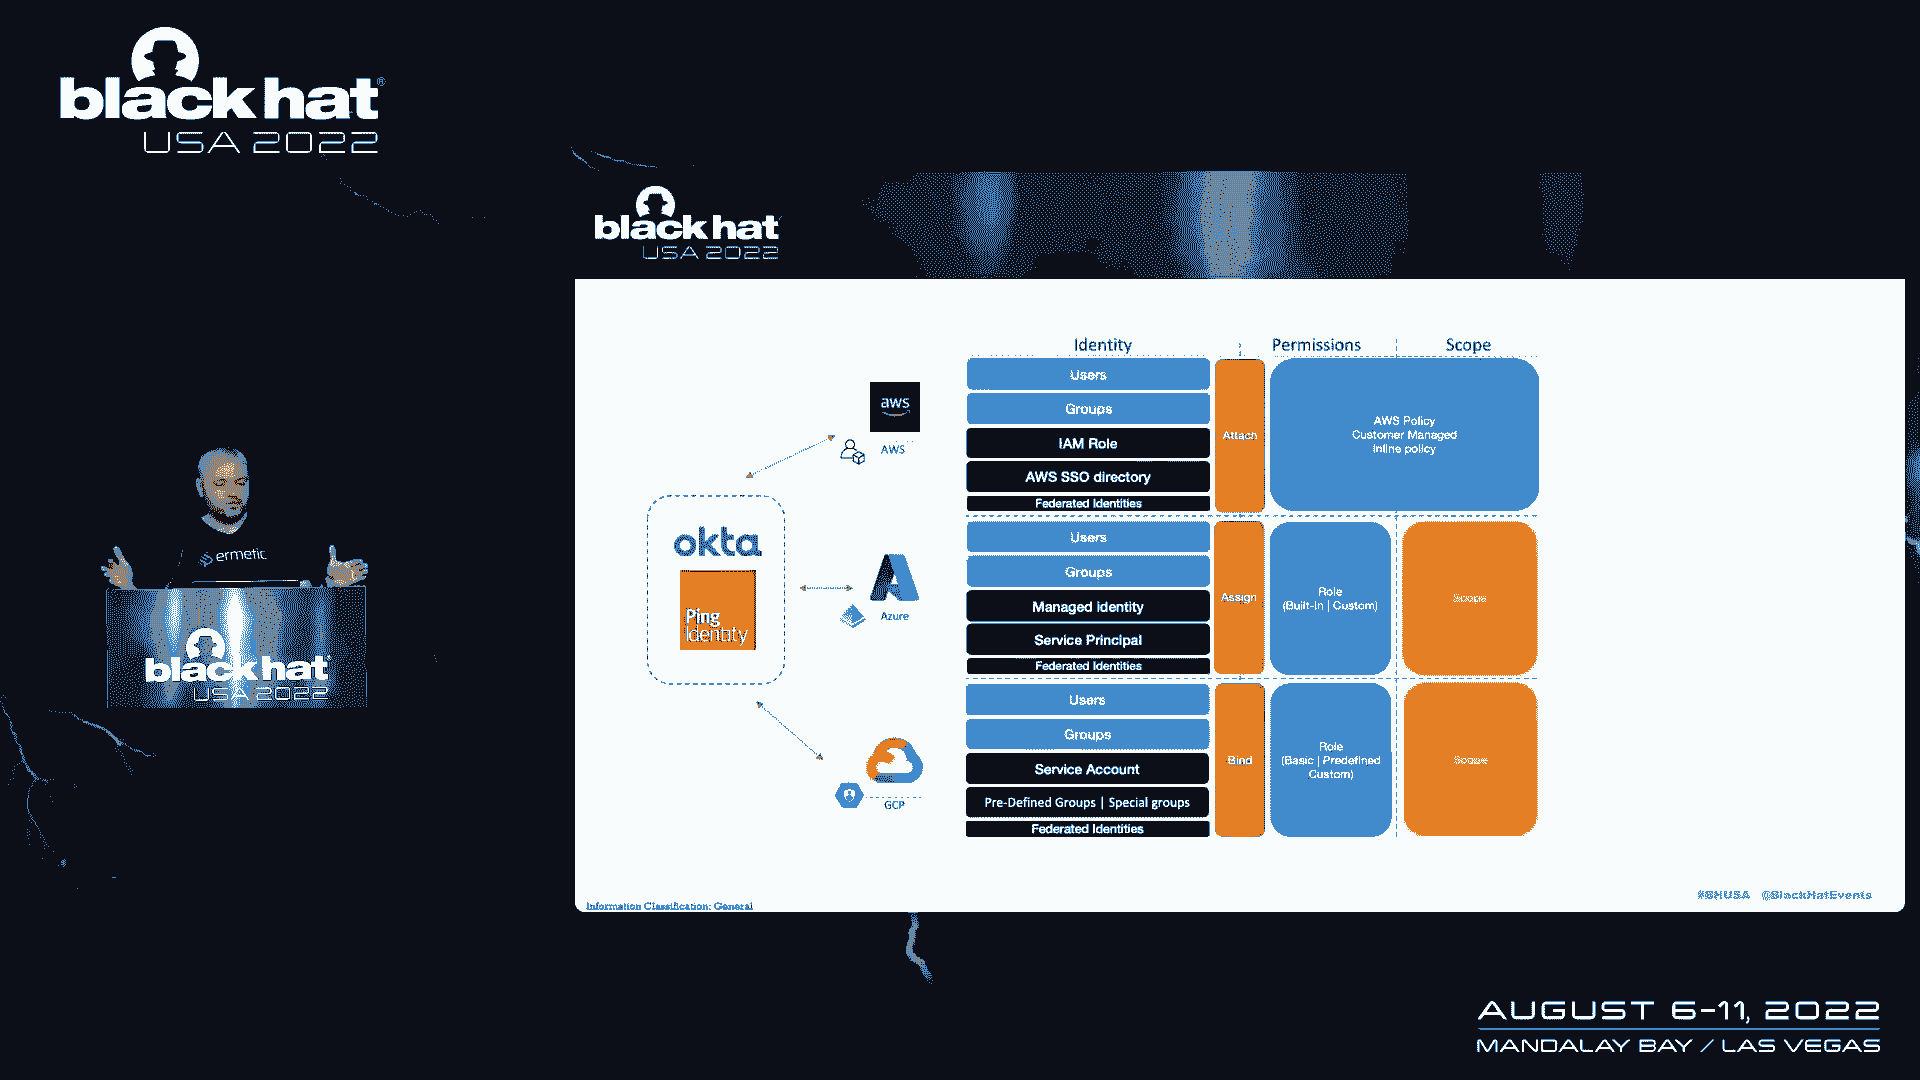 black hat®
USA 2022
black hat
USA 2022
Identity
Permissions
Scope
aws
AWS
Users
Groups
IAM Role
AWS SSO directory
Federated Identities
Attach
AWS Policy
Customer Managed
Inline policy
okta
Ping
Identity
Azure
Users
Groups
Managed identity
Service Principal
Federated Identities
Assign
Role
(Built-In | Custom)
Scope
GCP
Users
Groups
Service Account
Pre-Defined Groups | Special groups
Federated Identities
Bind
Role
(Basic | Predefined
Custom)
Scope
Information Classification: General
#BHUSA @BlackHatEvents
ermetic
black hat
USA 2022
AUGUST 6-11, 2022
MANDALAY BAY / LAS VEGAS